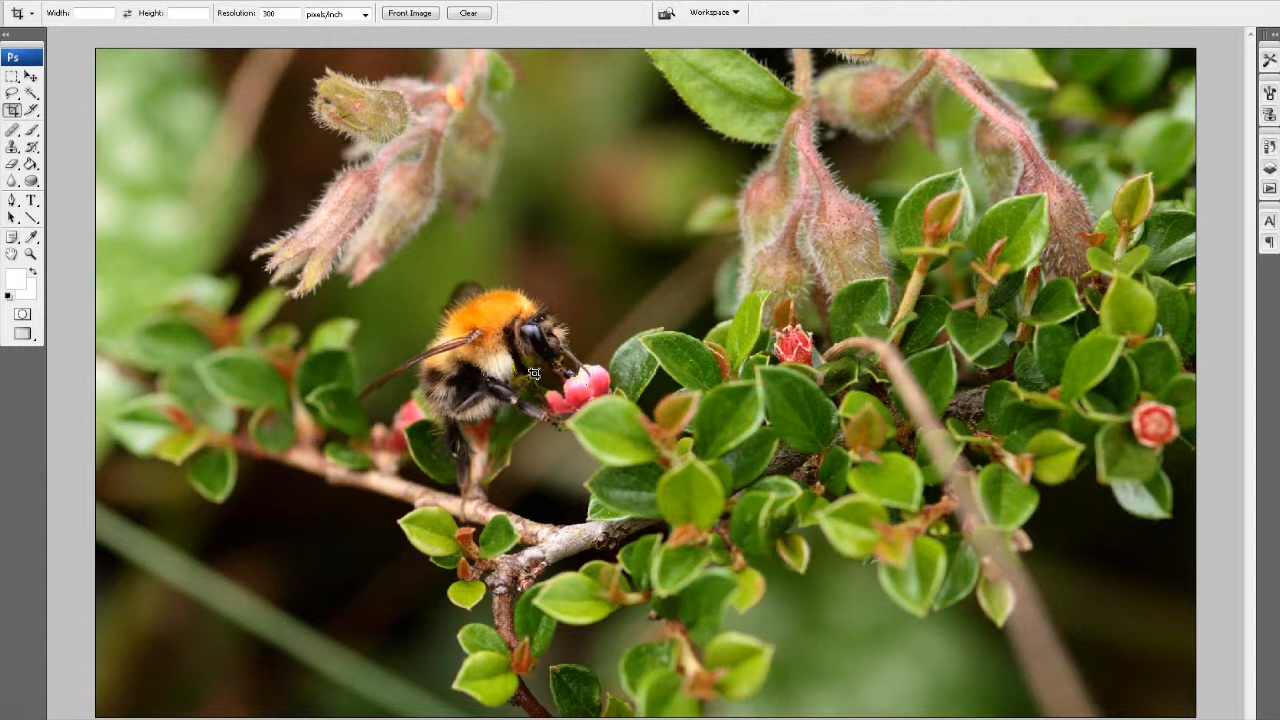 Width: Height: Resolution: 300 pixels/inch Front Image Clear Workspace
Ps
T
A
¶